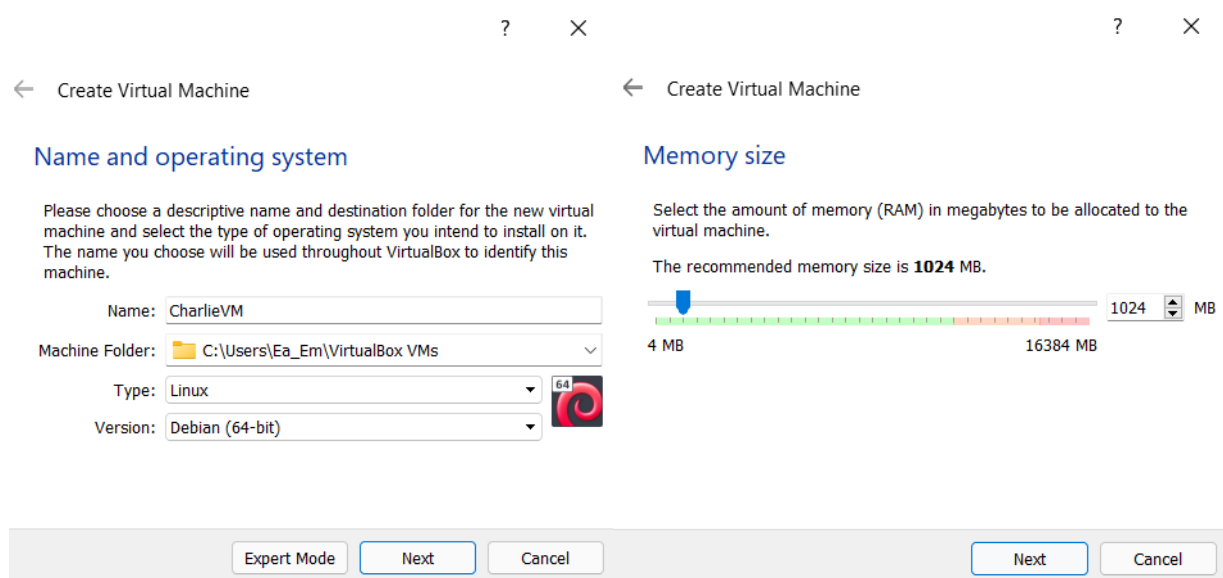 ?
Create Virtual Machine
Name and operating system
Please choose a descriptive name and destination folder for the new virtual
machine and select the type of operating system you intend to install on it.
The name you choose will be used throughout VirtualBox to identify this
machine.
Name: CharlieVM
Machine Folder: C:\Users\Ea_Em\VirtualBox VMs
Type: Linux
64
Version: Debian (64-bit)
Expert Mode Next Cancel
?
Create Virtual Machine
Memory size
Select the amount of memory (RAM) in megabytes to be allocated to the
virtual machine.
The recommended memory size is 1024 MB.
1024 MB
4 MB 16384 MB
Next Cancel